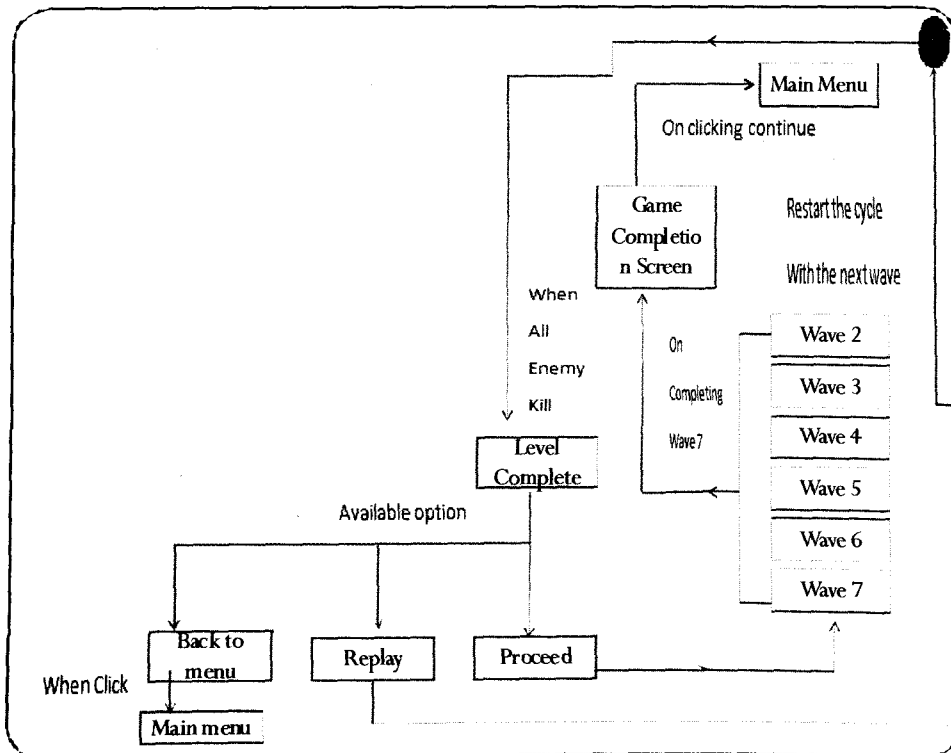 Main Menu
On clicking continue
Game
Completio
n Screen
Restart the cycle
With the next wave
When
All
Enemy
Kill
On
Completing
Wave 7
Wave 2
Wave 3
Wave 4
Wave 5
Wave 6
Wave 7
Level
Complete
Available option
Back to
menu
Replay
Proceed
When Click
Main menu